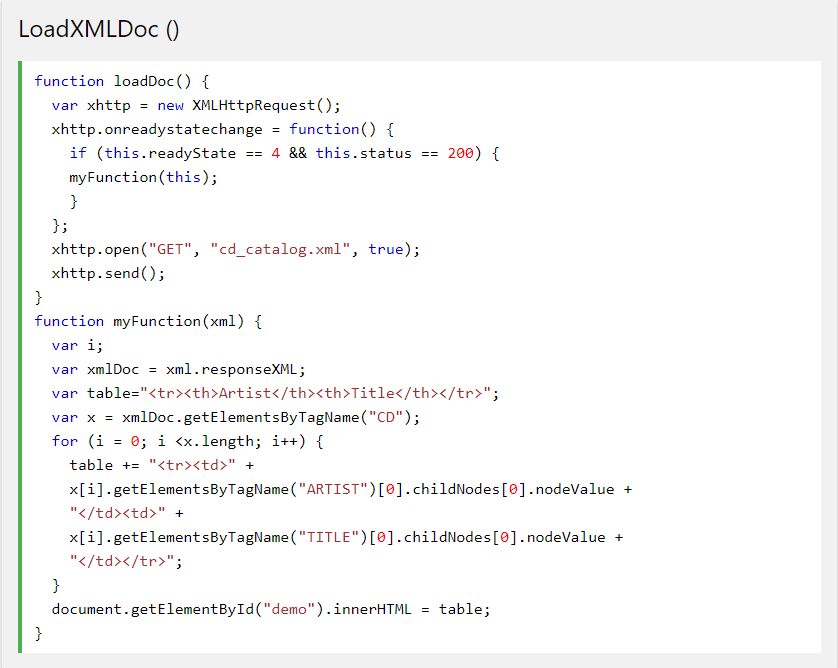 LoadXMLDoc ()
function loadDoc() {
  var xhttp = new XMLHttpRequest();
  xhttp.onreadystatechange = function() {
    if (this.readyState == 4 && this.status == 200) {
    myFunction(this);
    }
  };
  xhttp.open("GET", "cd_catalog.xml", true);
  xhttp.send();
}
function myFunction(xml) {
  var i;
  var xmlDoc = xml.responseXML;
  var table="<tr><th>Artist</th><th>Title</th></tr>";
  var x = xmlDoc.getElementsByTagName("CD");
  for (i = 0; i <x.length; i++) {
    table += "<tr><td>" +
    x[i].getElementsByTagName("ARTIST")[0].childNodes[0].nodeValue +
    "</td><td>" +
    x[i].getElementsByTagName("TITLE")[0].childNodes[0].nodeValue +
    "</td></tr>";
  }
  document.getElementById("demo").innerHTML = table;
}